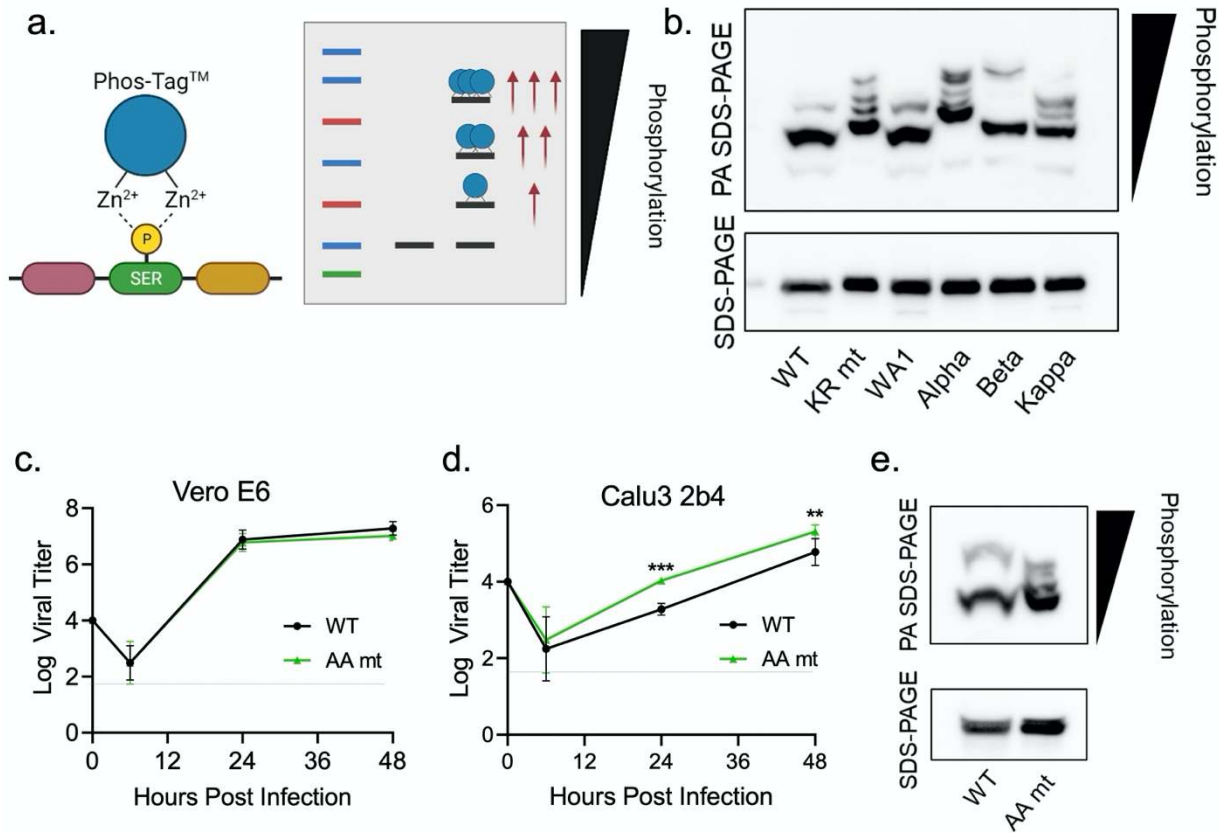 a.
Phos-Tag™
Zn²⁺ Zn²⁺
P
SER
Phosphorylation
b.
PA SDS-PAGE
SDS-PAGE
Phosphorylation
WT
KR mt
WA1
Alpha
Beta
Kappa
c.
Vero E6
Log Viral Titer
8
6
4
2
0
0 12 24 36 48
Hours Post Infection
WT
AA mt
d.
Calu3 2b4
Log Viral Titer
6
4
2
0
0 12 24 36 48
Hours Post Infection
***
**
WT
AA mt
e.
PA SDS-PAGE
SDS-PAGE
Phosphorylation
WT
AA mt